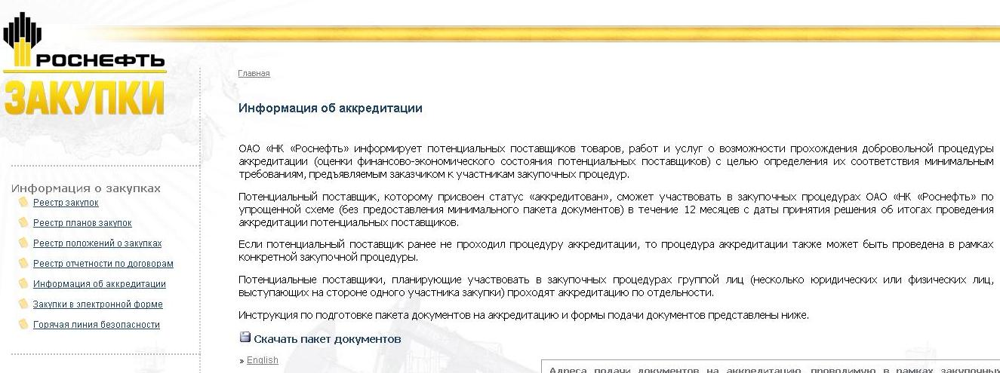 РОСНЕФТЬ
ЗАКУПКИ
Информация о закупках
Реестр закупок
Реестр планов закупок
Реестр положений о закупках
Реестр отчетности по договорам
Информация об аккредитации
Закупки в электронной форме
Горячая линия безопасности
Главная
Информация об аккредитации
ОАО «НК «Роснефть» информирует потенциальных поставщиков товаров, работ и услуг о возможности прохождения добровольной процедуры
аккредитации (оценки финансово-экономического состояния потенциальных поставщиков) с целью определения их соответствия минимальным
требованиям, предъявляемым заказчиком к участникам закупочных процедур.
Потенциальный поставщик, которому присвоен статус «аккредитован», сможет участвовать в закупочных процедурах ОАО «НК «Роснефть» по
упрощенной схеме (без предоставления минимального пакета документов) в течение 12 месяцев с даты принятия решения об итогах проведения
аккредитации потенциальных поставщиков.
Если потенциальный поставщик ранее не проходил процедуру аккредитации, то процедура аккредитации также может быть проведена в рамках
конкретной закупочной процедуры.
Потенциальные поставщики, планирующие участвовать в закупочных процедурах группой лиц (несколько юридических или физических лиц,
выступающих на стороне одного участника закупки) проходят аккредитацию по отдельности.
Инструкция по подготовке пакета документов на аккредитацию и формы подачи документов представлены ниже.
Скачать пакет документов
» English
Адреса подачи документов на аккредитацию, проводимую в рамках закупочных